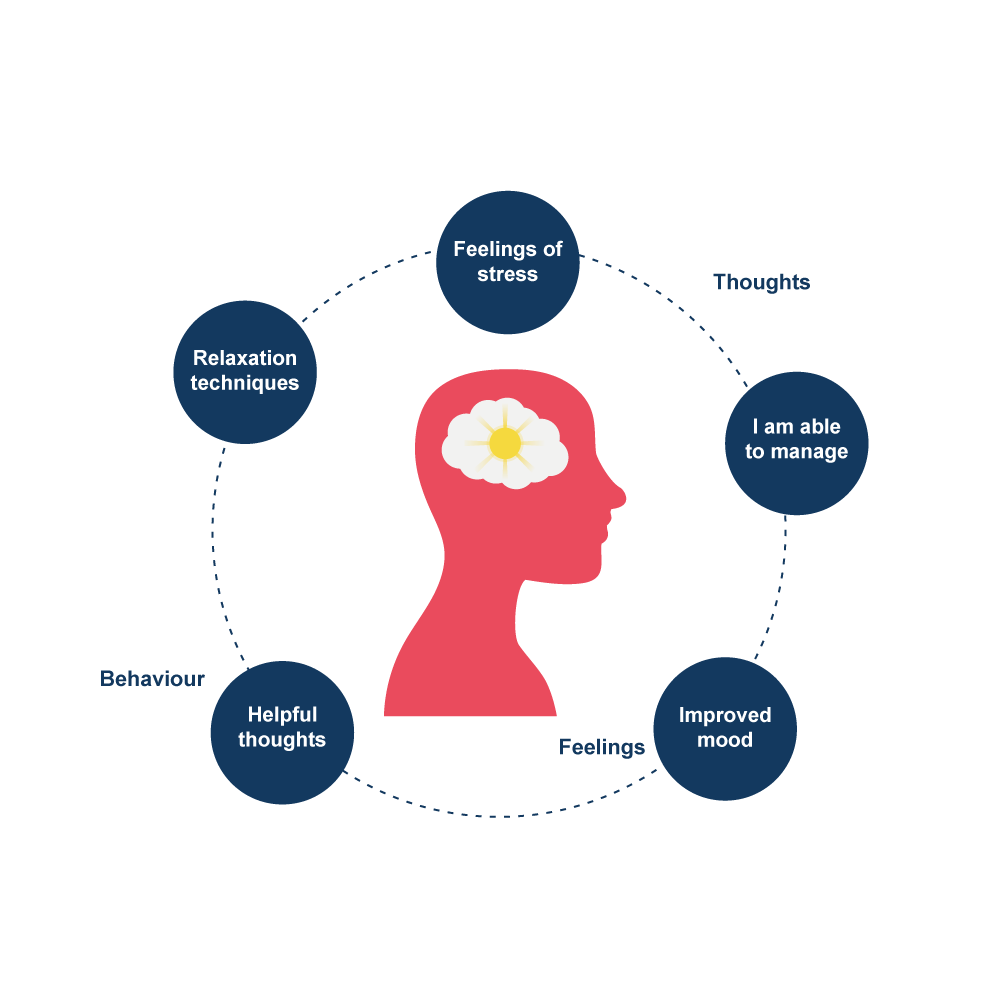 Feelings of
stress
Thoughts
I am able
to manage
Improved
mood
Feelings
Helpful
thoughts
Behaviour
Relaxation
techniques